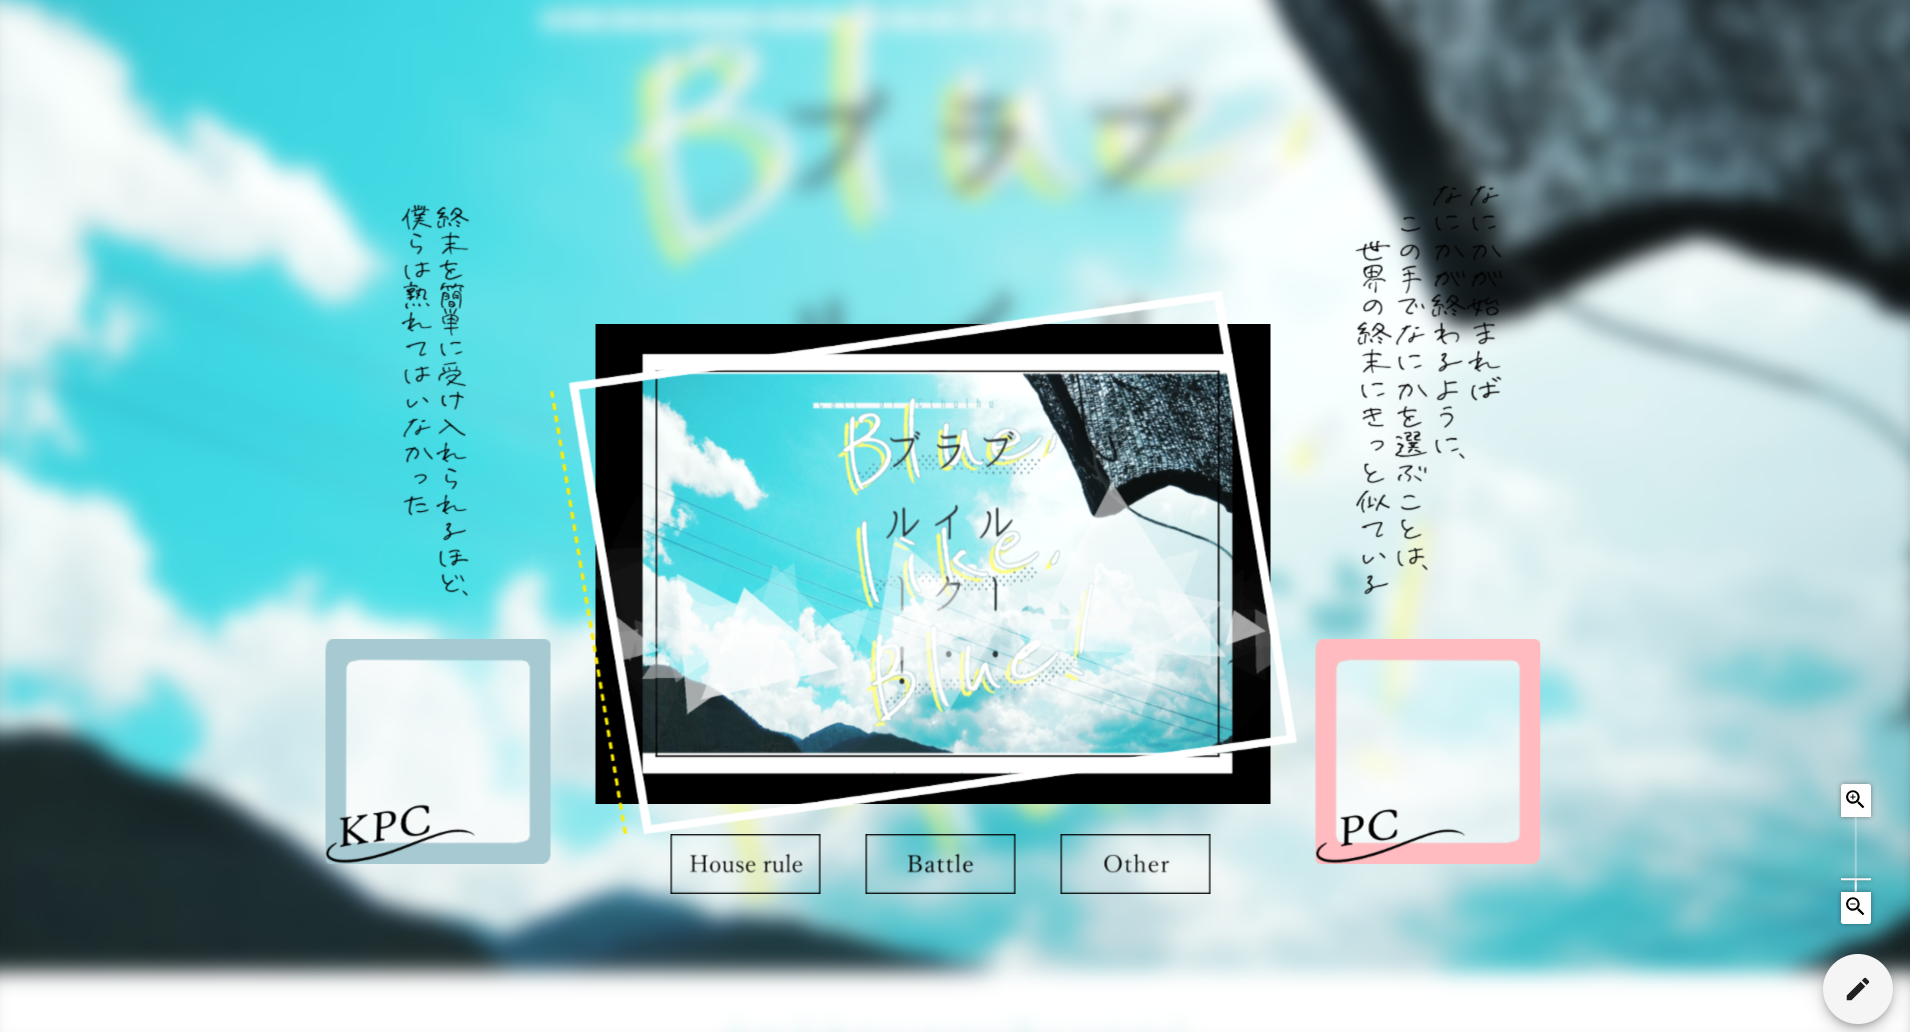 なにかが始まれば
なにかが終わるように、
この手でなにかを選ぶことは、
世界の終末にきっと似ている
終末を簡単に受け入れられるほど、
僕らは熟れてはいなかった
Call of Cthulhu
Blue,
like,
Blue!
ブルー・
ライク・
ブルー
KPC
PC
House rule
Battle
Other